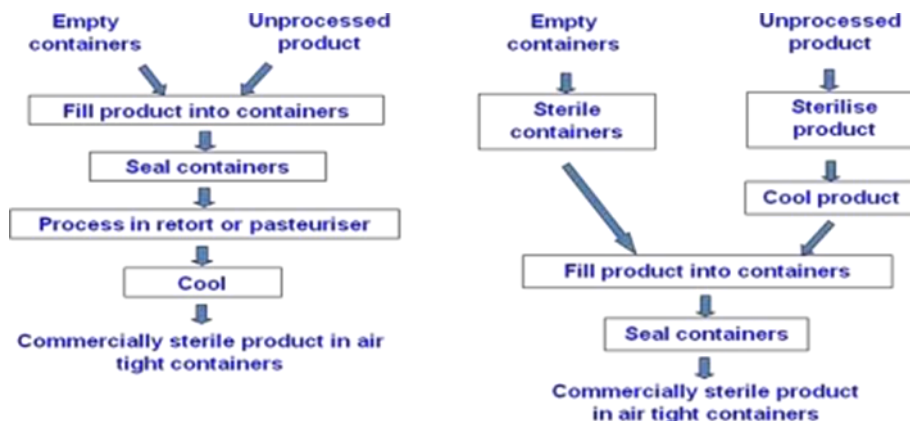 Empty
containers
Unprocessed
product
Fill product into containers
Seal containers
Process in retort or pasteuriser
Cool
Commercially sterile product in air
tight containers
Empty
containers
Unprocessed product
Sterile
containers
Sterilise
product
Cool product
Fill product into containers
Seal containers
Commercially sterile product
in air tight containers